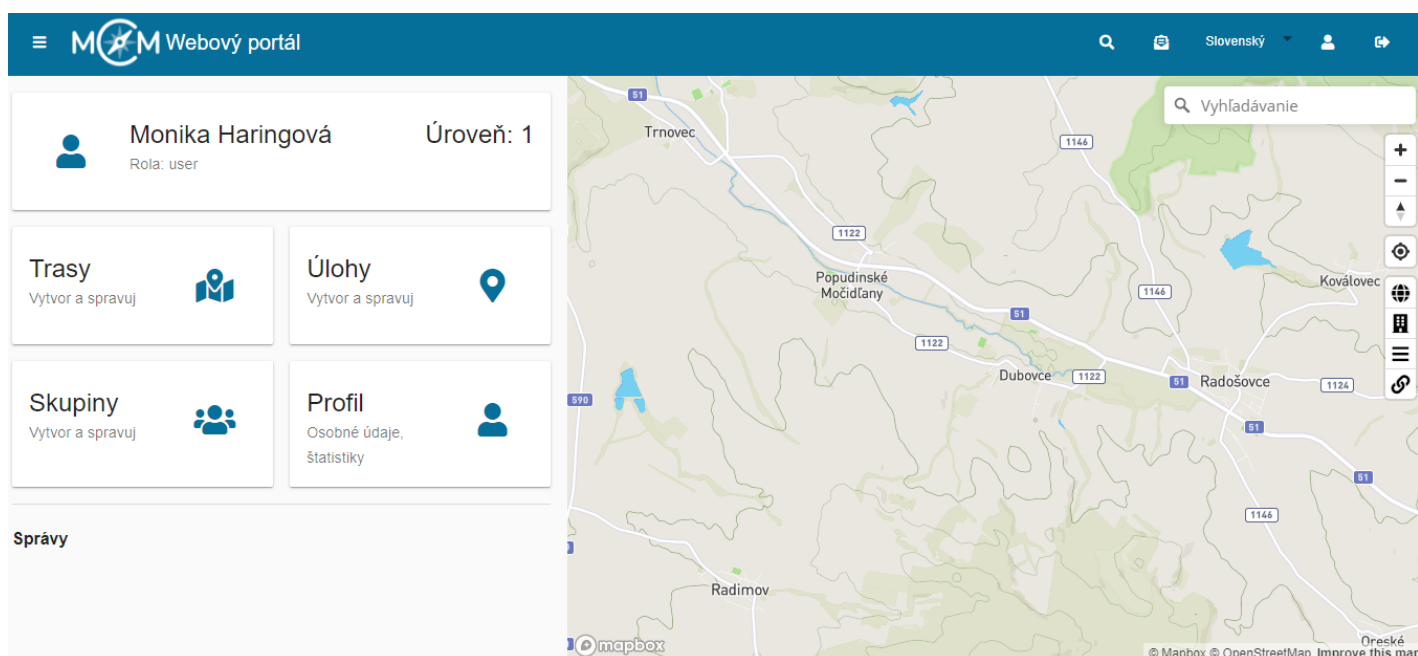 MCM Webový portál
Slovenský
Monika Haringová
Úroveň: 1
Rola: user
Trasy
Vytvor a spravuj
Úlohy
Vytvor a spravuj
Skupiny
Vytvor a spravuj
Profil
Osobné údaje,
štatistiky
Správy
Vyhľadávanie
51
Trnovec
1146
1122
Popudinské
Močidľany
1146
Koválovec
51
1122
Dubovce
1122
51
Radošovce
1124
590
51
51
1146
Radimov
Oreské
mapbox
© Mapbox © OpenStreetMap Improve this map